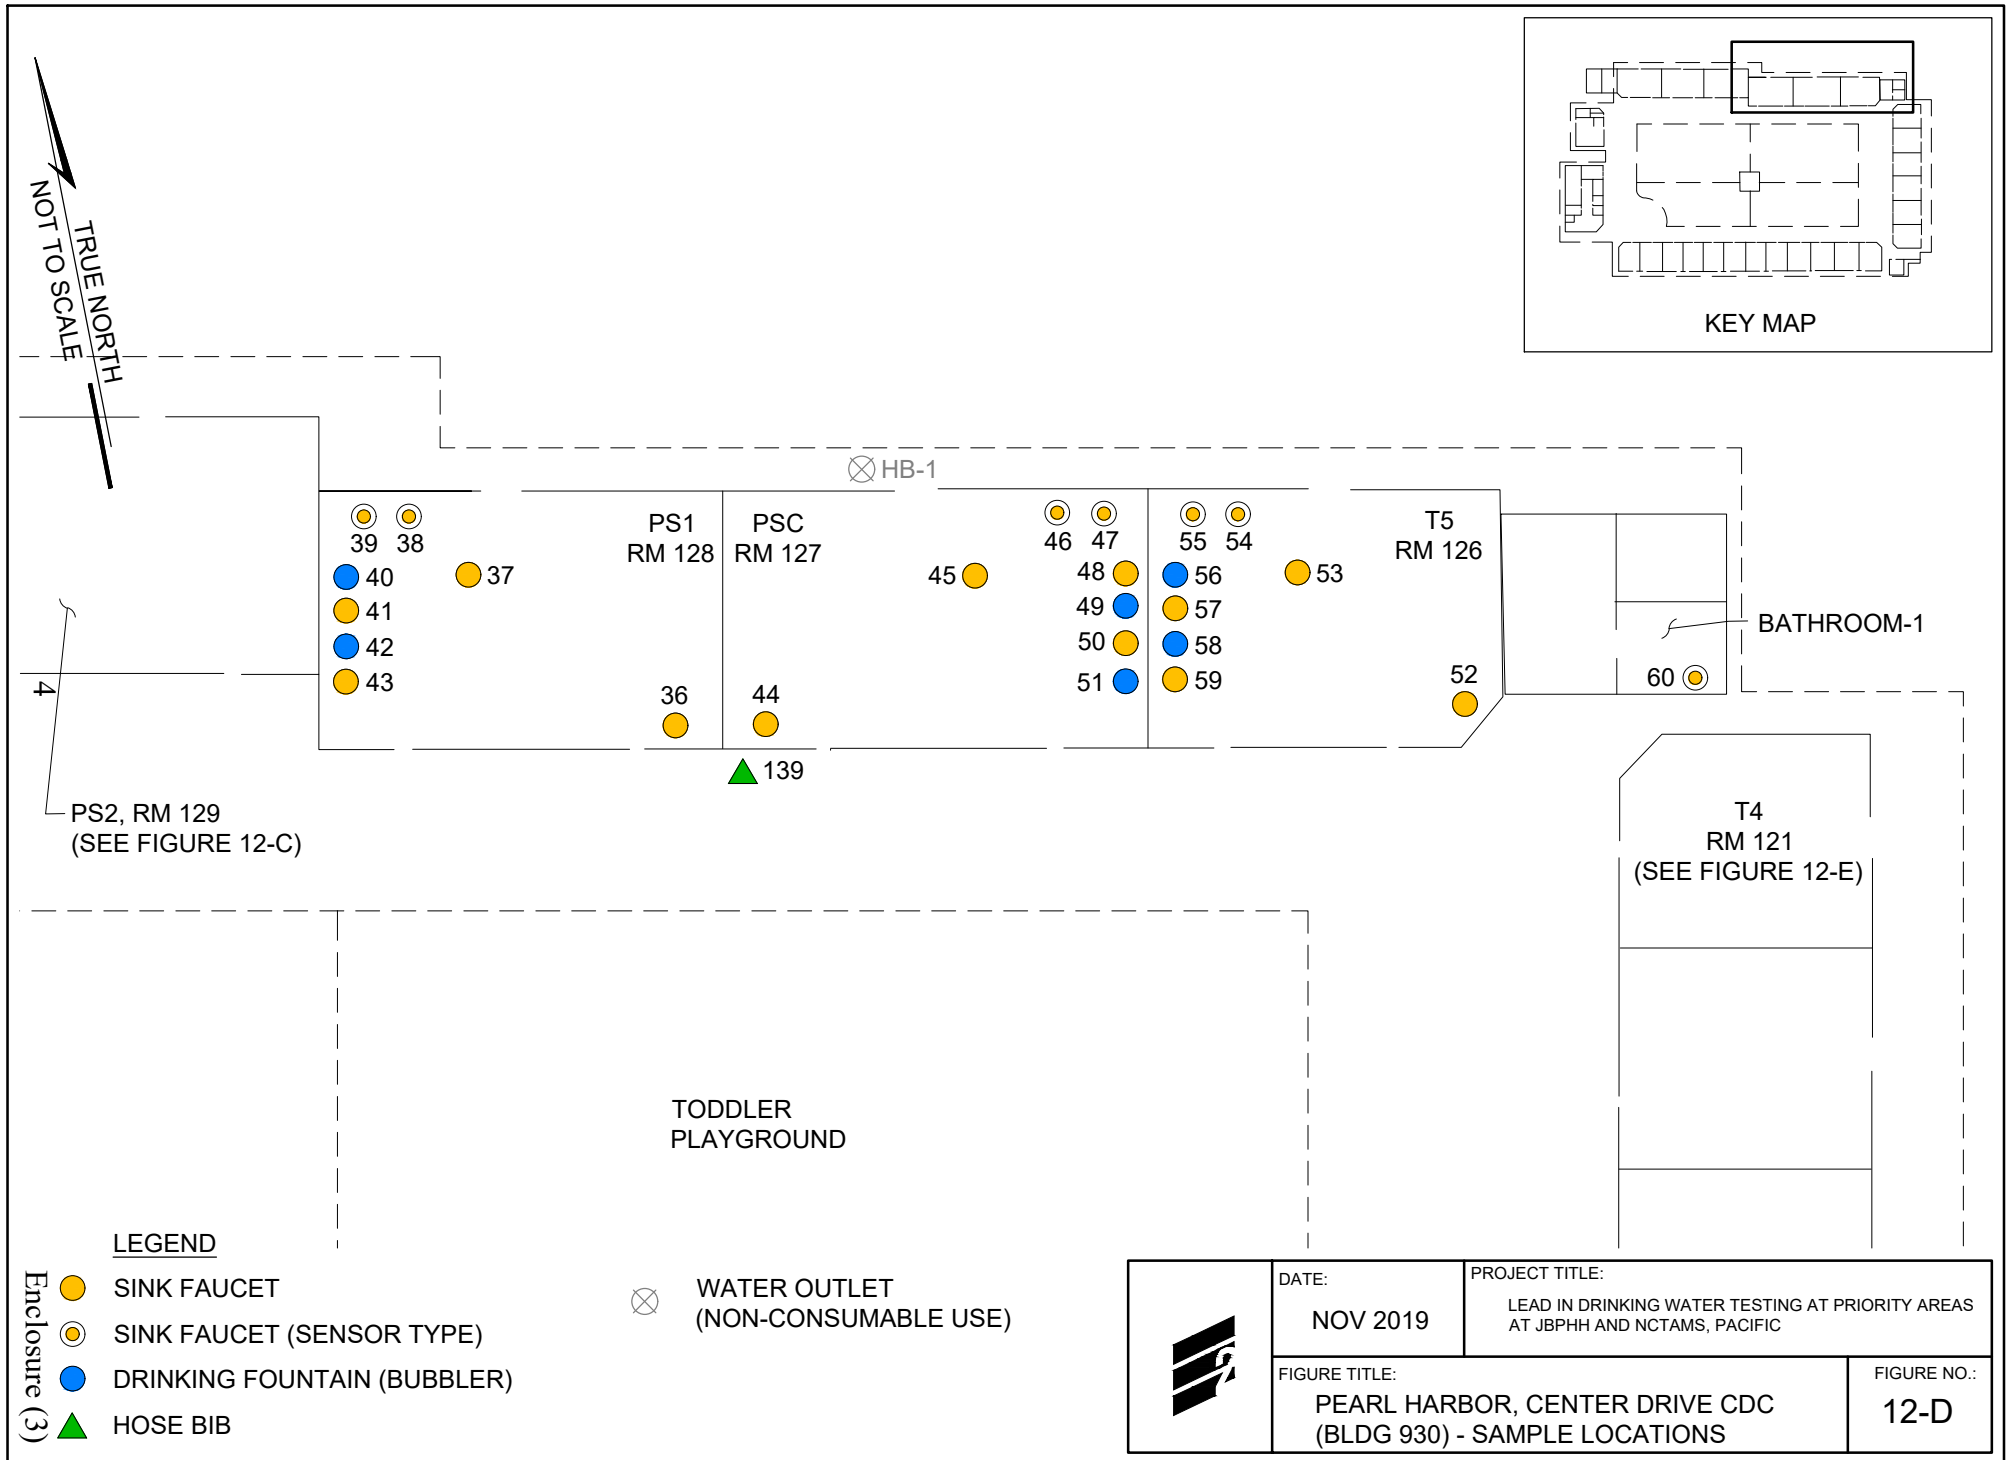 KEY MAP
TRUE NORTH
NOT TO SCALE
HB-1
39
38
37
40
41
42
43
36
PS1
RM 128
PSC
RM 127
44
45
46
47
48
49
50
51
139
55
54
53
56
57
58
59
52
T5
RM 126
60
BATHROOM-1
4
PS2, RM 129
(SEE FIGURE 12-C)
T4
RM 121
(SEE FIGURE 12-E)
TODDLER
PLAYGROUND
LEGEND
SINK FAUCET
SINK FAUCET (SENSOR TYPE)
DRINKING FOUNTAIN (BUBBLER)
HOSE BIB
WATER OUTLET
(NON-CONSUMABLE USE)
Enclosure (3)
DATE:
NOV 2019
PROJECT TITLE:
LEAD IN DRINKING WATER TESTING AT PRIORITY AREAS
AT JBPHH AND NCTAMS, PACIFIC
FIGURE TITLE:
PEARL HARBOR, CENTER DRIVE CDC
(BLDG 930) - SAMPLE LOCATIONS
FIGURE NO.:
12-D